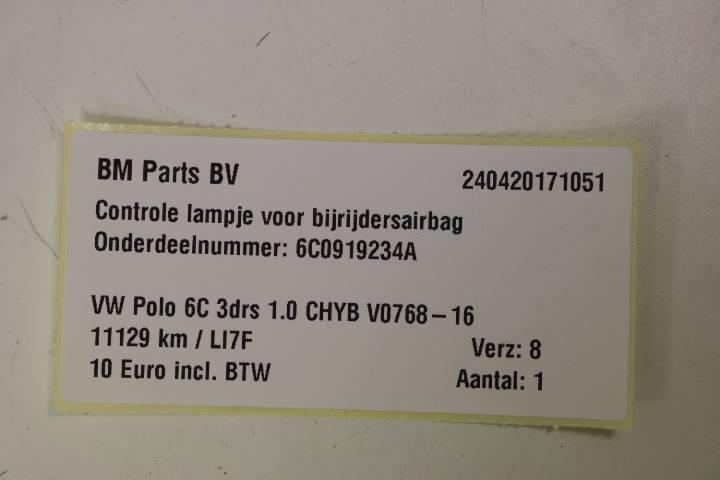 BM Parts BV 240420171051
Controle lampje voor bijrijdersairbag
Onderdeelnummer: 6C0919234A
VW Polo 6C 3drs 1.0 CHYB V0768-16
11129 km / LI7F Verz: 8
10 Euro incl. BTW Aantal: 1